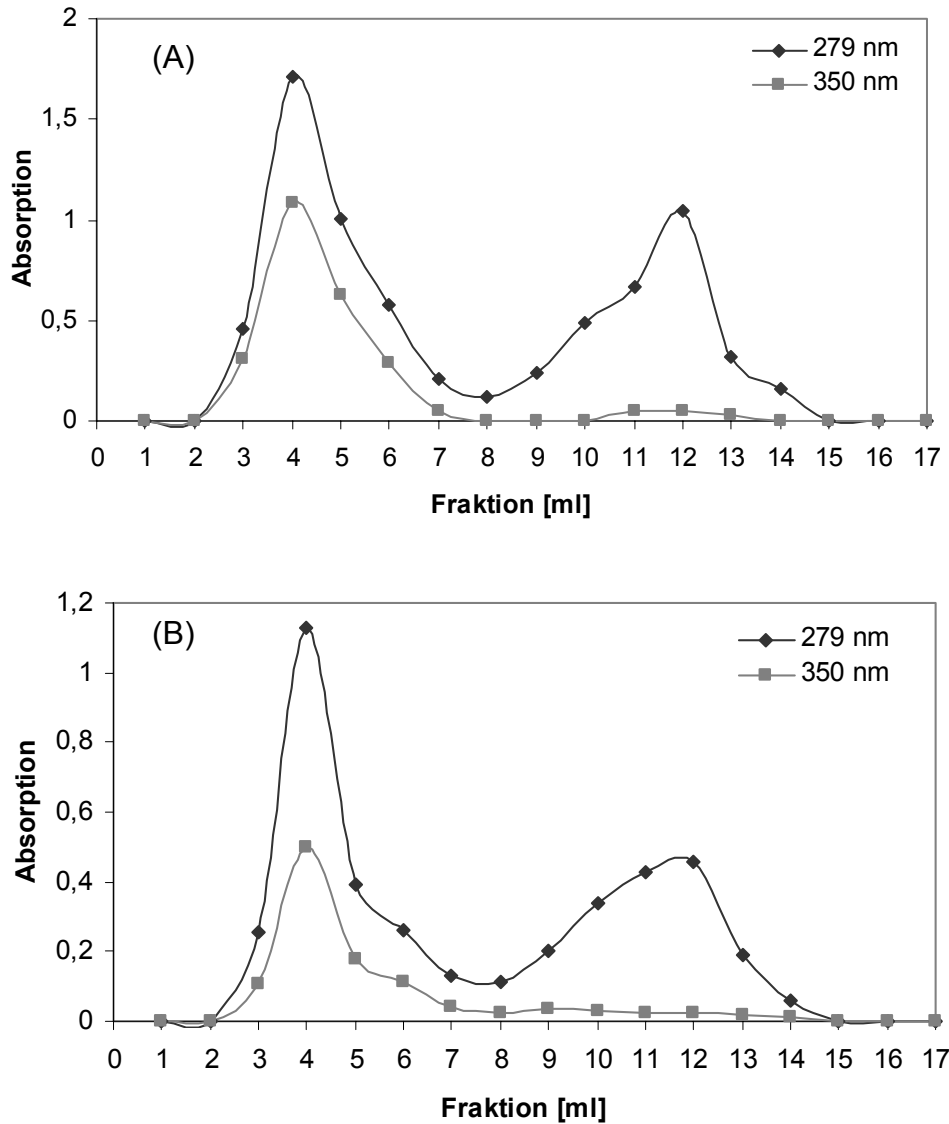 (A)
279 nm
350 nm
2
1,5
1
0,5
0
Absorption
0 1 2 3 4 5 6 7 8 9 10 11 12 13 14 15 16 17
Fraktion [ml]
(B)
279 nm
350 nm
1,2
1
0,8
0,6
0,4
0,2
0
Absorption
0 1 2 3 4 5 6 7 8 9 10 11 12 13 14 15 16 17
Fraktion [ml]